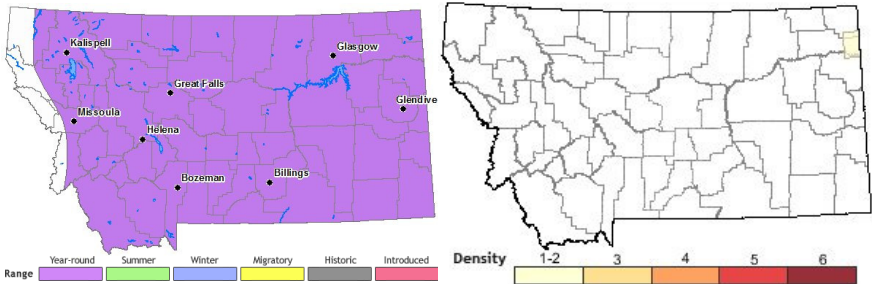 Kalispell
Glasgow
Great Falls
Glendive
Missoula
Helena
Bozeman
Billings
Range Year-round Summer Winter Migratory Historic Introduced
Density 1-2 3 4 5 6